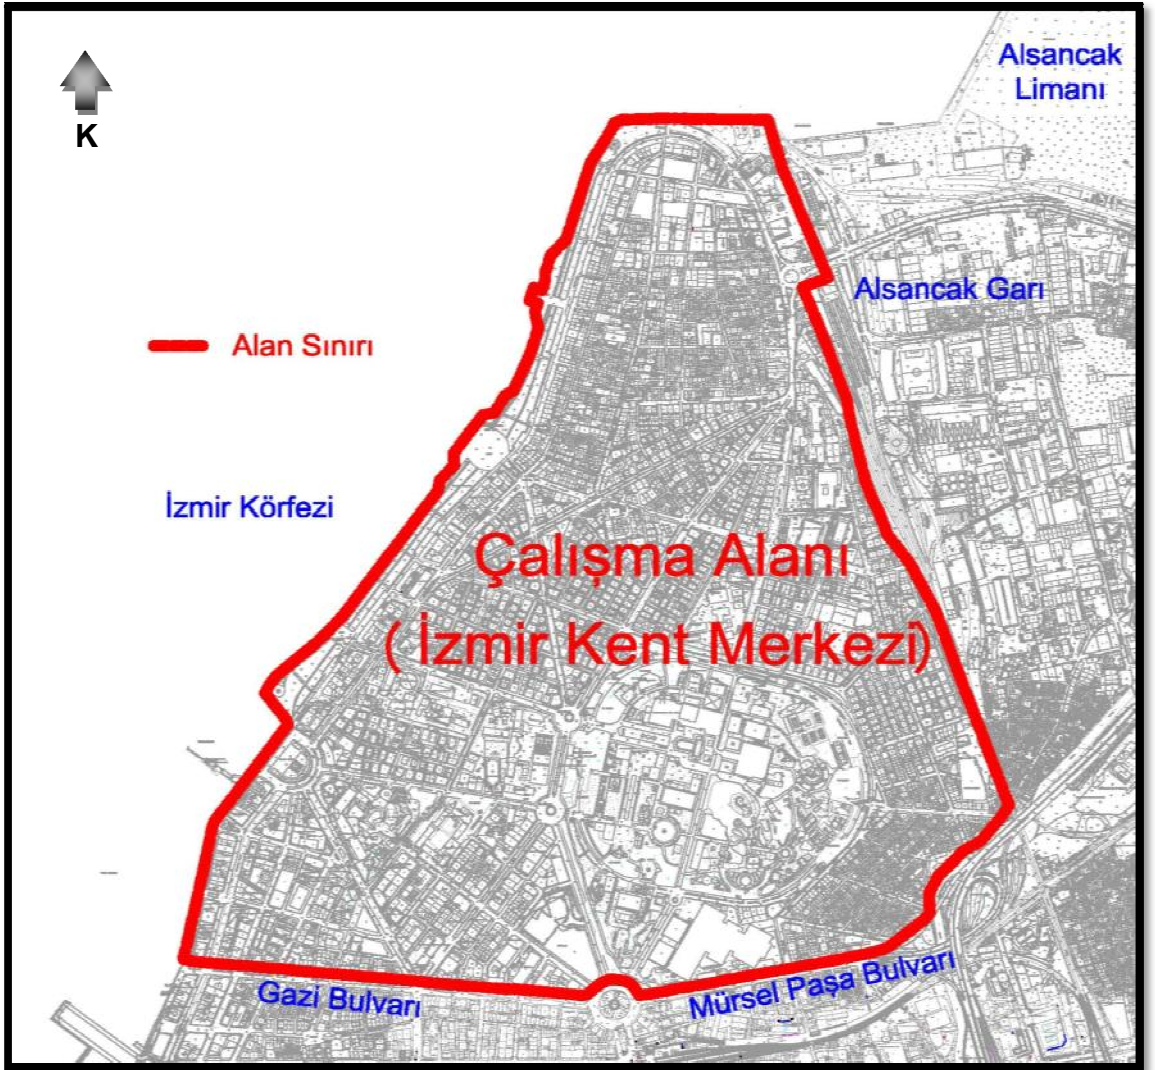 Alsancak
Limanı
K
Alsancak Garı
Alan Sınırı
İzmir Körfezi
Çalışma Alanı
( İzmir Kent Merkezi)
Gazi Bulvarı
Mürsel Paşa Bulvarı